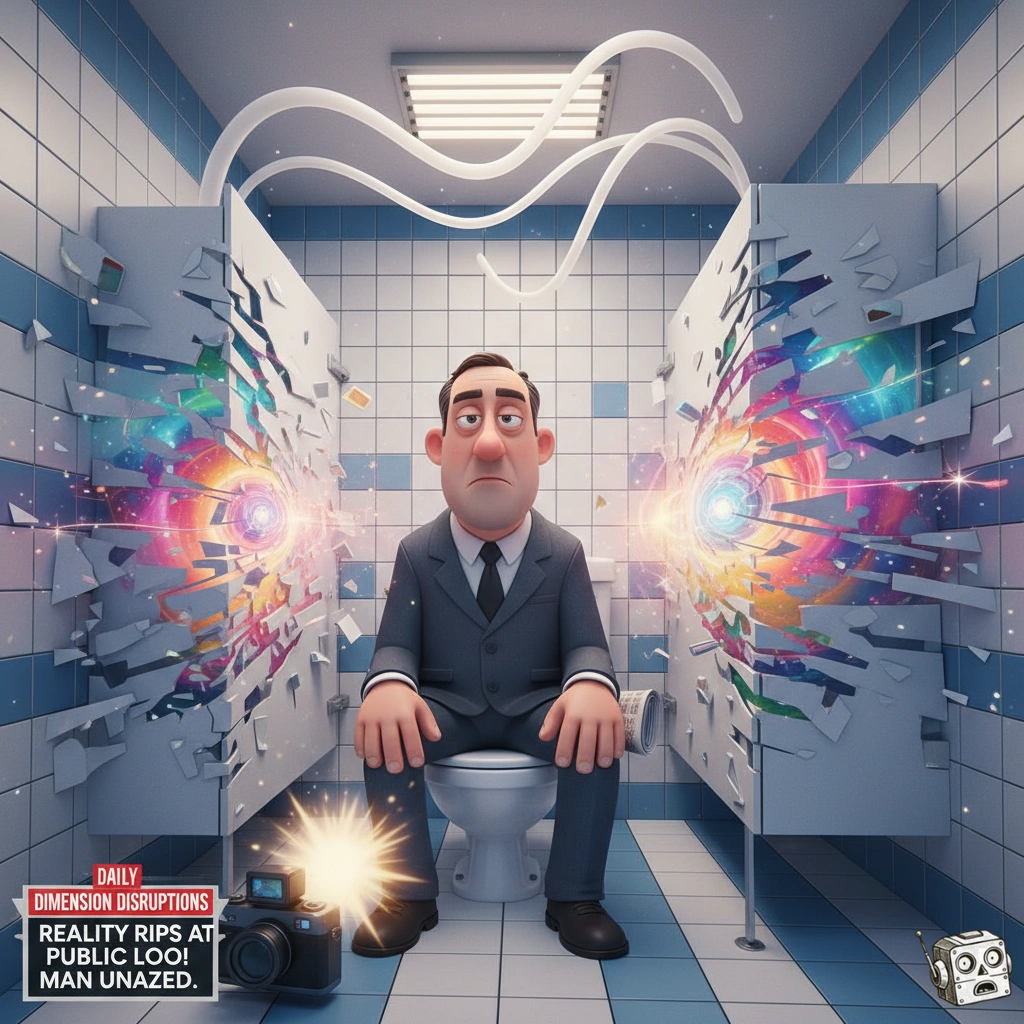 DAILY
DIMENSION DISRUPTIONS
REALITY RIPS AT
PUBLIC LOO!
MAN UNAZED.